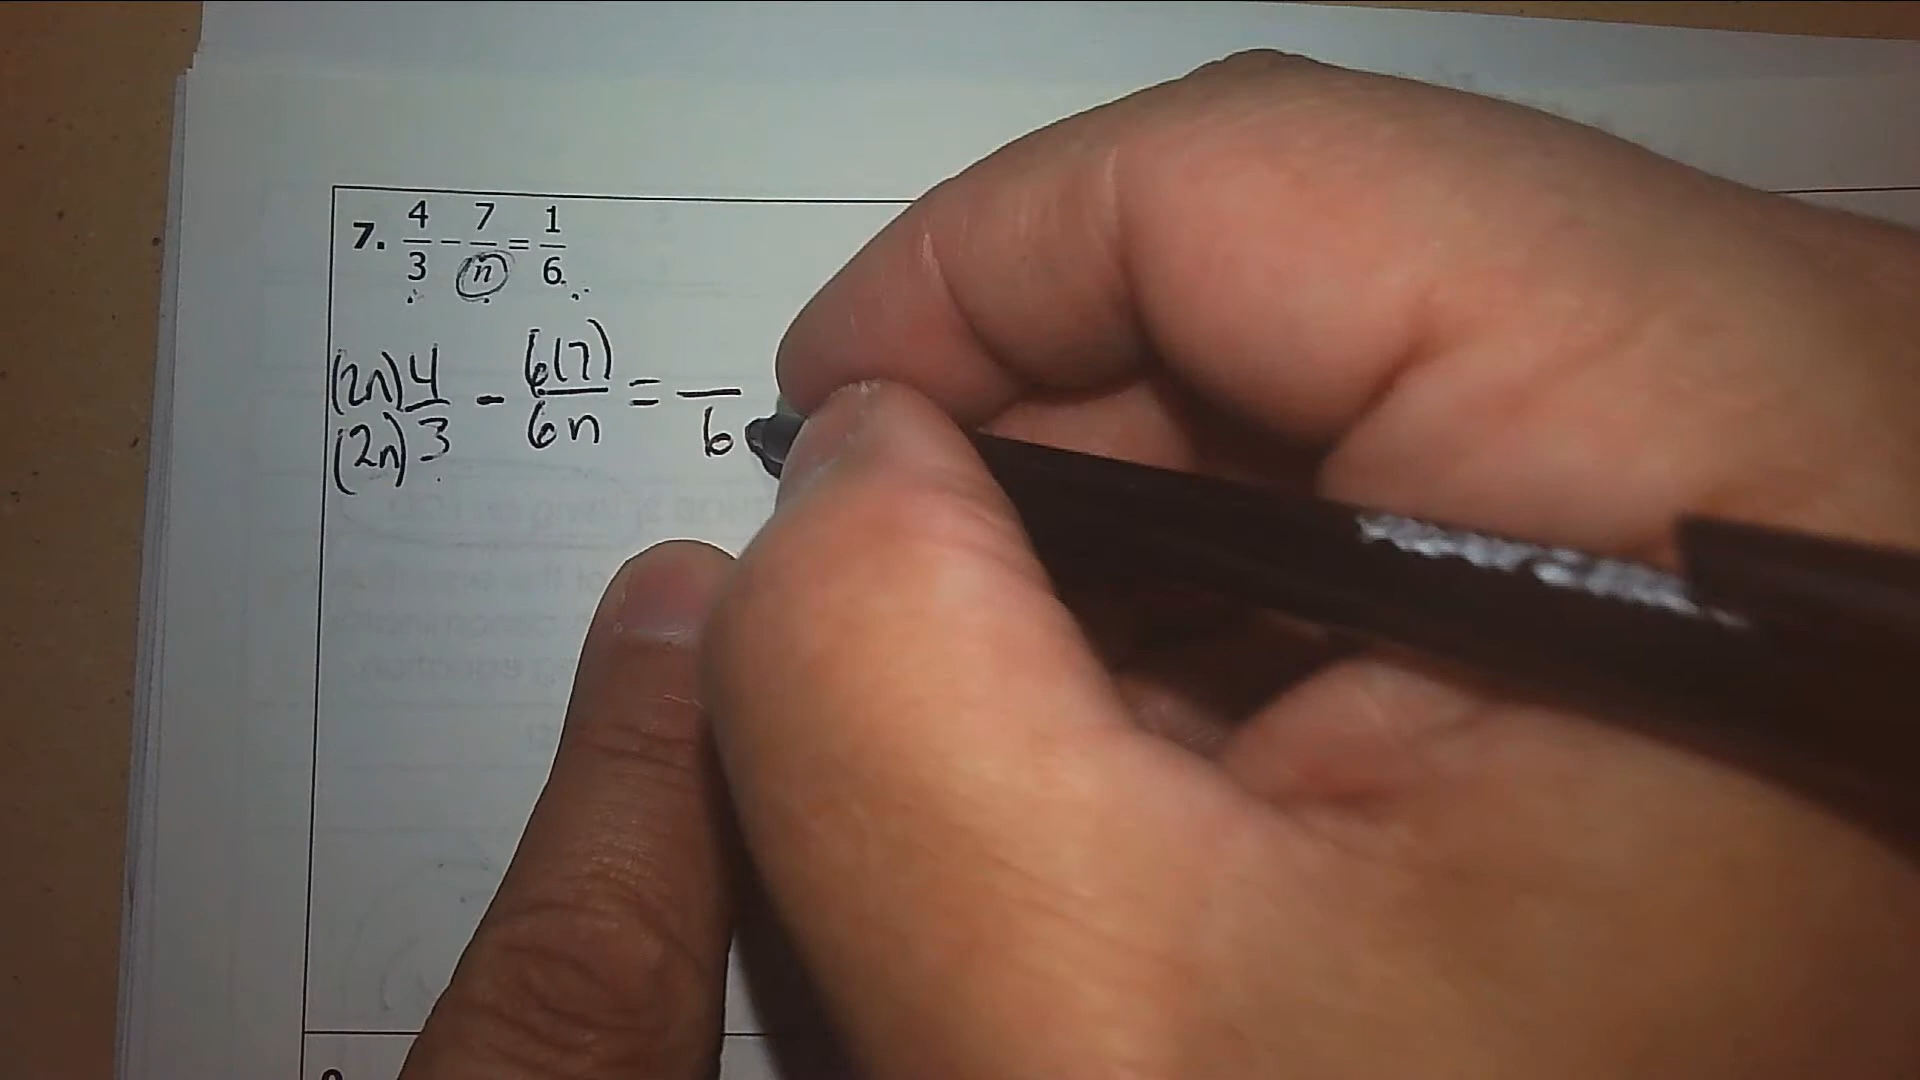 7. 4/3 - 7/n = 1/6
(2n)4/(2n)3 - 6(7)/6n = /6